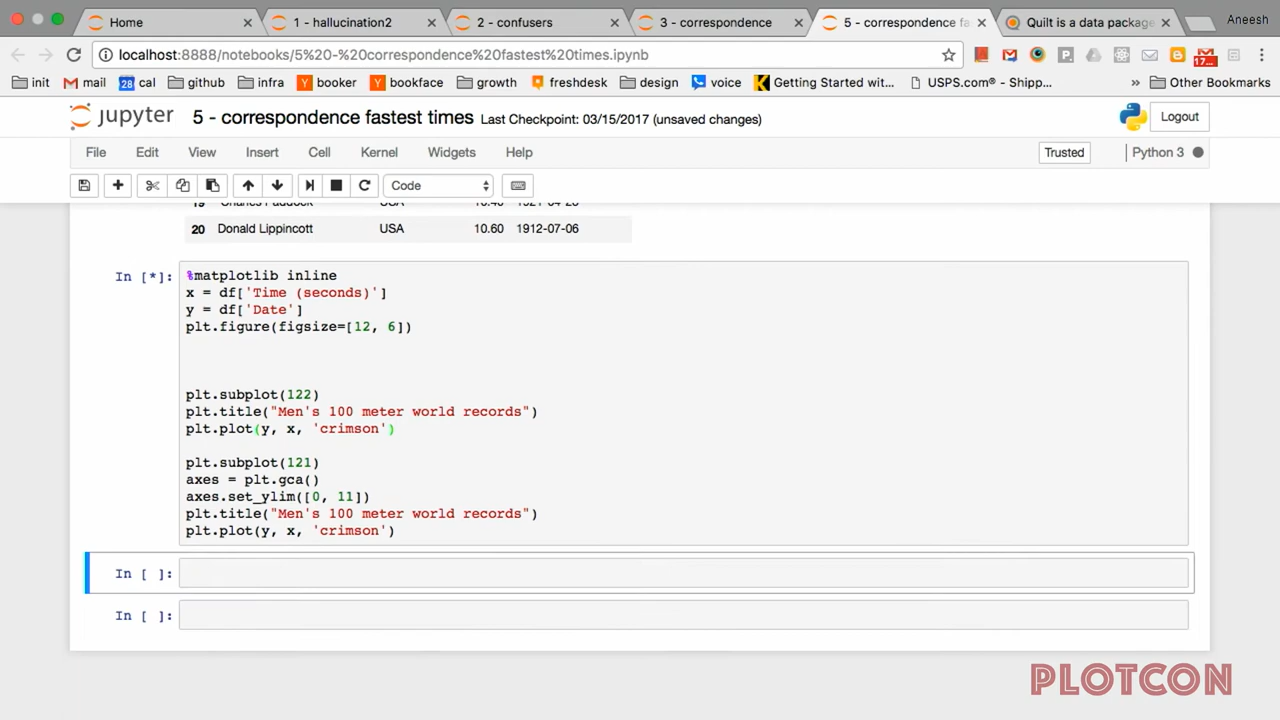 Home
1 - hallucination2
2 - confusers
3 - correspondence
5 - correspondence fa
Quilt is a data package
Aneesh
localhost:8888/notebooks/5%20-%20correspondence%20fastest%20times.ipynb
17...
init
mail
28 cal
github
infra
booker
bookface
growth
freshdesk
design
voice
Getting Started wit...
USPS.com® - Shipp...
»
Other Bookmarks
jupyter
5 - correspondence fastest times Last Checkpoint: 03/15/2017 (unsaved changes)
Logout
File Edit View Insert Cell Kernel Widgets Help
Trusted
Python 3
Code
19 Charles Paddock USA 10.40 1921-04-23
20 Donald Lippincott USA 10.60 1912-07-06
In [*]:
%matplotlib inline
x = df['Time (seconds)']
y = df['Date']
plt.figure(figsize=[12, 6])
plt.subplot(122)
plt.title("Men's 100 meter world records")
plt.plot(y, x, 'crimson')
plt.subplot(121)
axes = plt.gca()
axes.set_ylim([0, 11])
plt.title("Men's 100 meter world records")
plt.plot(y, x, 'crimson')
In [ ]:
In [ ]:
PLOTCON